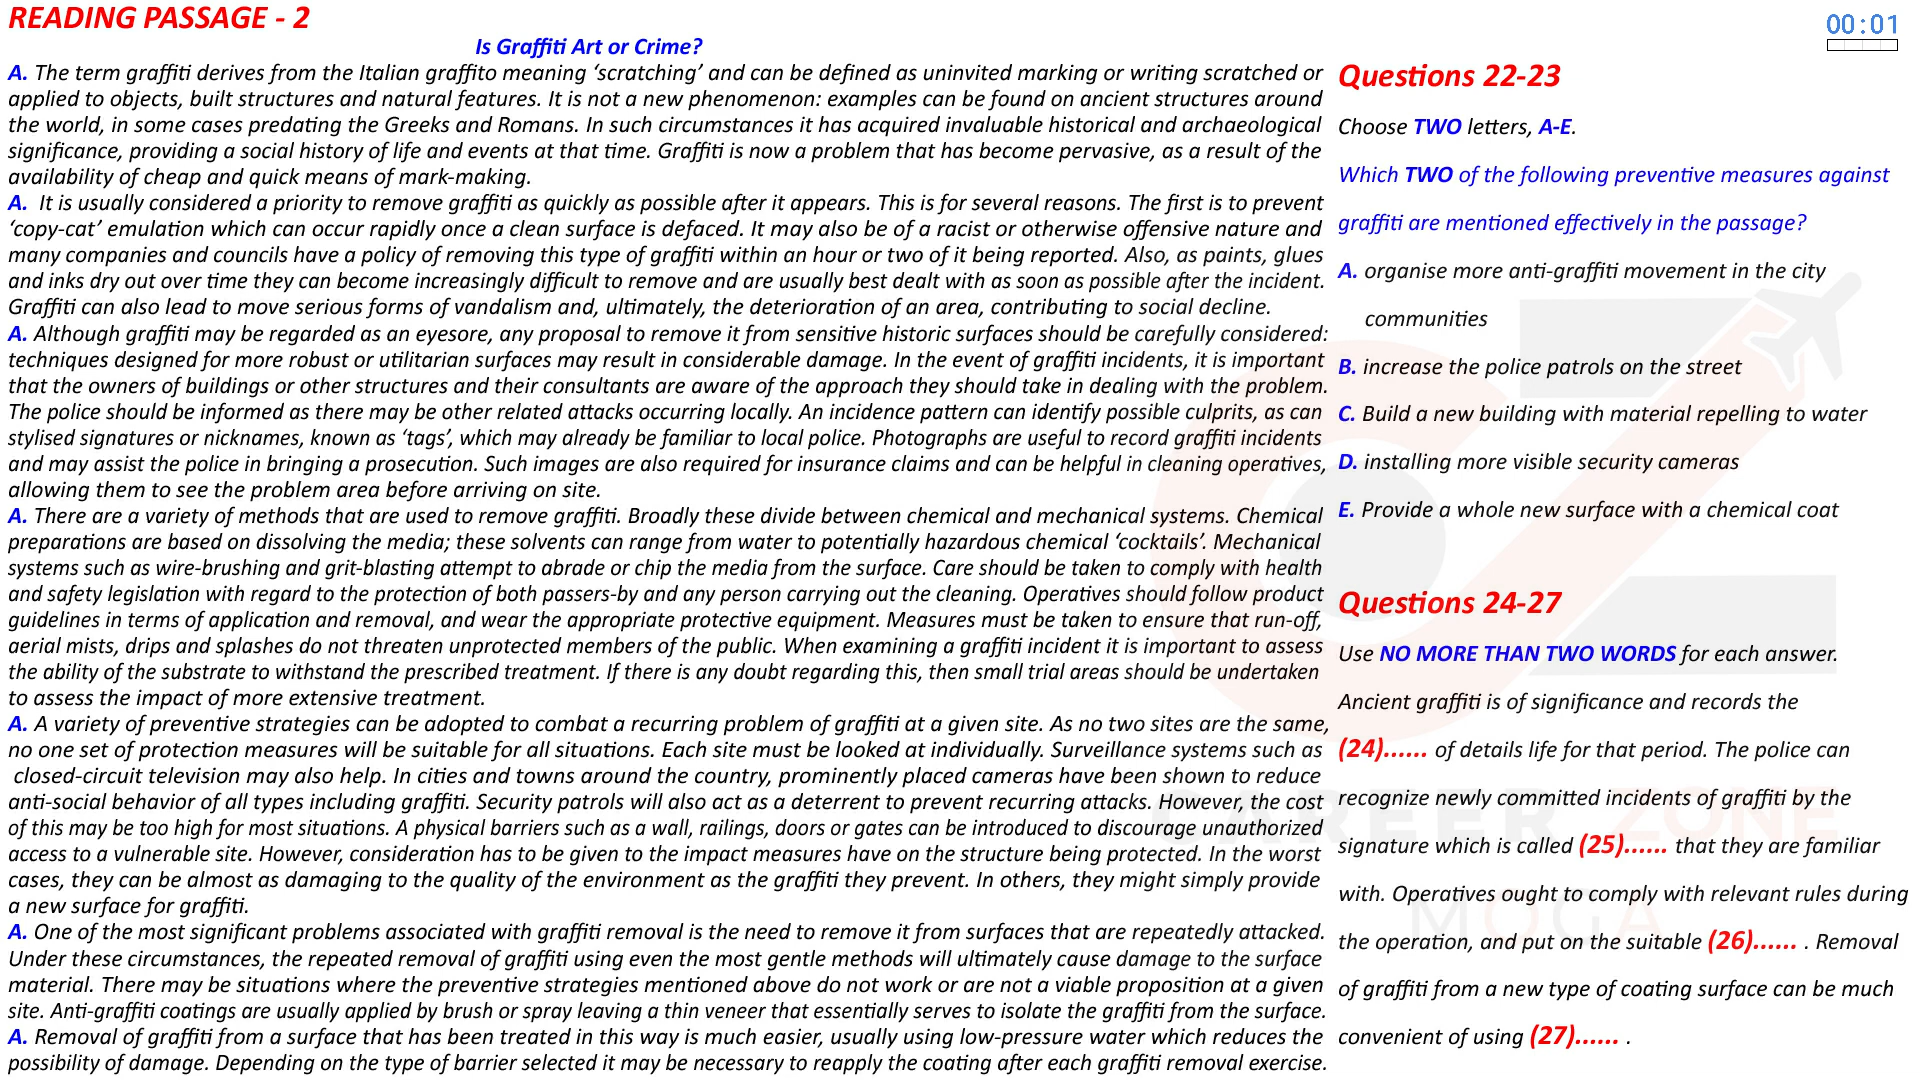 READING PASSAGE - 2
00:01
Is Graffiti Art or Crime?
A. The term graffiti derives from the Italian graffito meaning ‘scratching’ and can be defined as uninvited marking or writing scratched or
applied to objects, built structures and natural features. It is not a new phenomenon: examples can be found on ancient structures around
the world, in some cases predating the Greeks and Romans. In such circumstances it has acquired invaluable historical and archaeological
significance, providing a social history of life and events at that time. Graffiti is now a problem that has become pervasive, as a result of the
availability of cheap and quick means of mark-making.
A. It is usually considered a priority to remove graffiti as quickly as possible after it appears. This is for several reasons. The first is to prevent
‘copy-cat’ emulation which can occur rapidly once a clean surface is defaced. It may also be of a racist or otherwise offensive nature and
many companies and councils have a policy of removing this type of graffiti within an hour or two of it being reported. Also, as paints, glues
and inks dry out over time they can become increasingly difficult to remove and are usually best dealt with as soon as possible after the incident.
Graffiti can also lead to move serious forms of vandalism and, ultimately, the deterioration of an area, contributing to social decline.
A. Although graffiti may be regarded as an eyesore, any proposal to remove it from sensitive historic surfaces should be carefully considered:
techniques designed for more robust or utilitarian surfaces may result in considerable damage. In the event of graffiti incidents, it is important
that the owners of buildings or other structures and their consultants are aware of the approach they should take in dealing with the problem.
The police should be informed as there may be other related attacks occurring locally. An incidence pattern can identify possible culprits, as can
stylised signatures or nicknames, known as ‘tags’, which may already be familiar to local police. Photographs are useful to record graffiti incidents
and may assist the police in bringing a prosecution. Such images are also required for insurance claims and can be helpful in cleaning operatives,
allowing them to see the problem area before arriving on site.
A. There are a variety of methods that are used to remove graffiti. Broadly these divide between chemical and mechanical systems. Chemical
preparations are based on dissolving the media; these solvents can range from water to potentially hazardous chemical ‘cocktails’. Mechanical
systems such as wire-brushing and grit-blasting attempt to abrade or chip the media from the surface. Care should be taken to comply with health
and safety legislation with regard to the protection of both passers-by and any person carrying out the cleaning. Operatives should follow product
guidelines in terms of application and removal, and wear the appropriate protective equipment. Measures must be taken to ensure that run-off,
aerial mists, drips and splashes do not threaten unprotected members of the public. When examining a graffiti incident it is important to assess
the ability of the substrate to withstand the prescribed treatment. If there is any doubt regarding this, then small trial areas should be undertaken
to assess the impact of more extensive treatment.
A. A variety of preventive strategies can be adopted to combat a recurring problem of graffiti at a given site. As no two sites are the same,
no one set of protection measures will be suitable for all situations. Each site must be looked at individually. Surveillance systems such as
closed-circuit television may also help. In cities and towns around the country, prominently placed cameras have been shown to reduce
anti-social behavior of all types including graffiti. Security patrols will also act as a deterrent to prevent recurring attacks. However, the cost
of this may be too high for most situations. A physical barriers such as a wall, railings, doors or gates can be introduced to discourage unauthorized
access to a vulnerable site. However, consideration has to be given to the impact measures have on the structure being protected. In the worst
cases, they can be almost as damaging to the quality of the environment as the graffiti they prevent. In others, they might simply provide
a new surface for graffiti.
A. One of the most significant problems associated with graffiti removal is the need to remove it from surfaces that are repeatedly attacked.
Under these circumstances, the repeated removal of graffiti using even the most gentle methods will ultimately cause damage to the surface
material. There may be situations where the preventive strategies mentioned above do not work or are not a viable proposition at a given
site. Anti-graffiti coatings are usually applied by brush or spray leaving a thin veneer that essentially serves to isolate the graffiti from the surface.
A. Removal of graffiti from a surface that has been treated in this way is much easier, usually using low-pressure water which reduces the
possibility of damage. Depending on the type of barrier selected it may be necessary to reapply the coating after each graffiti removal exercise.
Questions 22-23
Choose TWO letters, A-E.
Which TWO of the following preventive measures against
graffiti are mentioned effectively in the passage?
A. organise more anti-graffiti movement in the city
communities
B. increase the police patrols on the street
C. Build a new building with material repelling to water
D. installing more visible security cameras
E. Provide a whole new surface with a chemical coat
Questions 24-27
Use NO MORE THAN TWO WORDS for each answer.
Ancient graffiti is of significance and records the
(24)...... of details life for that period. The police can
recognize newly committed incidents of graffiti by the
signature which is called (25)...... that they are familiar
with. Operatives ought to comply with relevant rules during
the operation, and put on the suitable (26)...... . Removal
of graffiti from a new type of coating surface can be much
convenient of using (27)...... .
CAREER ZONE
MOGA